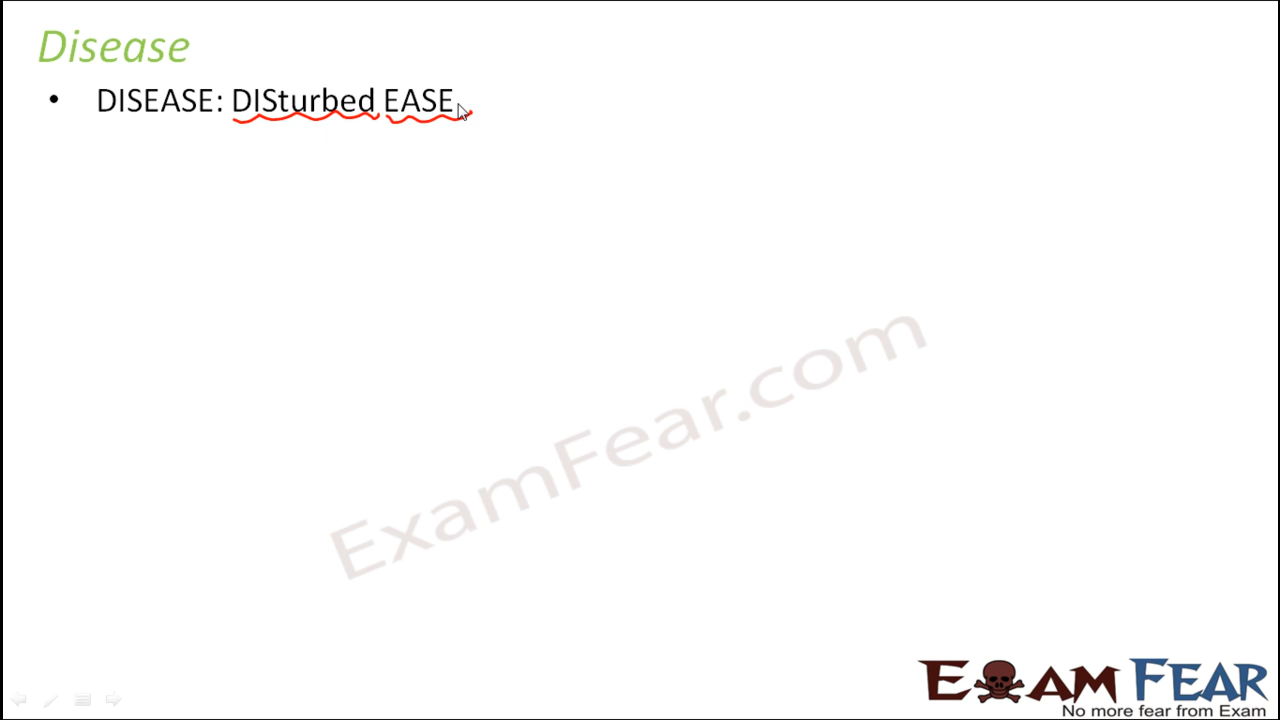 Disease
• DISEASE: DISturbed EASE
ExamFear.com
EXAM FEAR
No more fear from Exam